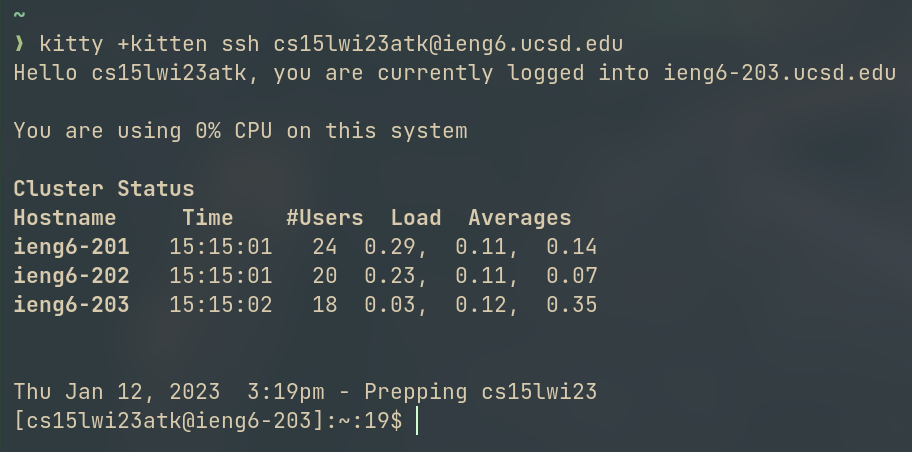 ~
❯ kitty +kitten ssh cs15lwi23atk@ieng6.ucsd.edu
Hello cs15lwi23atk, you are currently logged into ieng6-203.ucsd.edu
You are using 0% CPU on this system
Cluster Status
Hostname     Time    #Users  Load  Averages
ieng6-201   15:15:01   24  0.29,  0.11,  0.14
ieng6-202   15:15:01   20  0.23,  0.11,  0.07
ieng6-203   15:15:02   18  0.03,  0.12,  0.35
Thu Jan 12, 2023  3:19pm - Prepping cs15lwi23
[cs15lwi23atk@ieng6-203]:~:19$